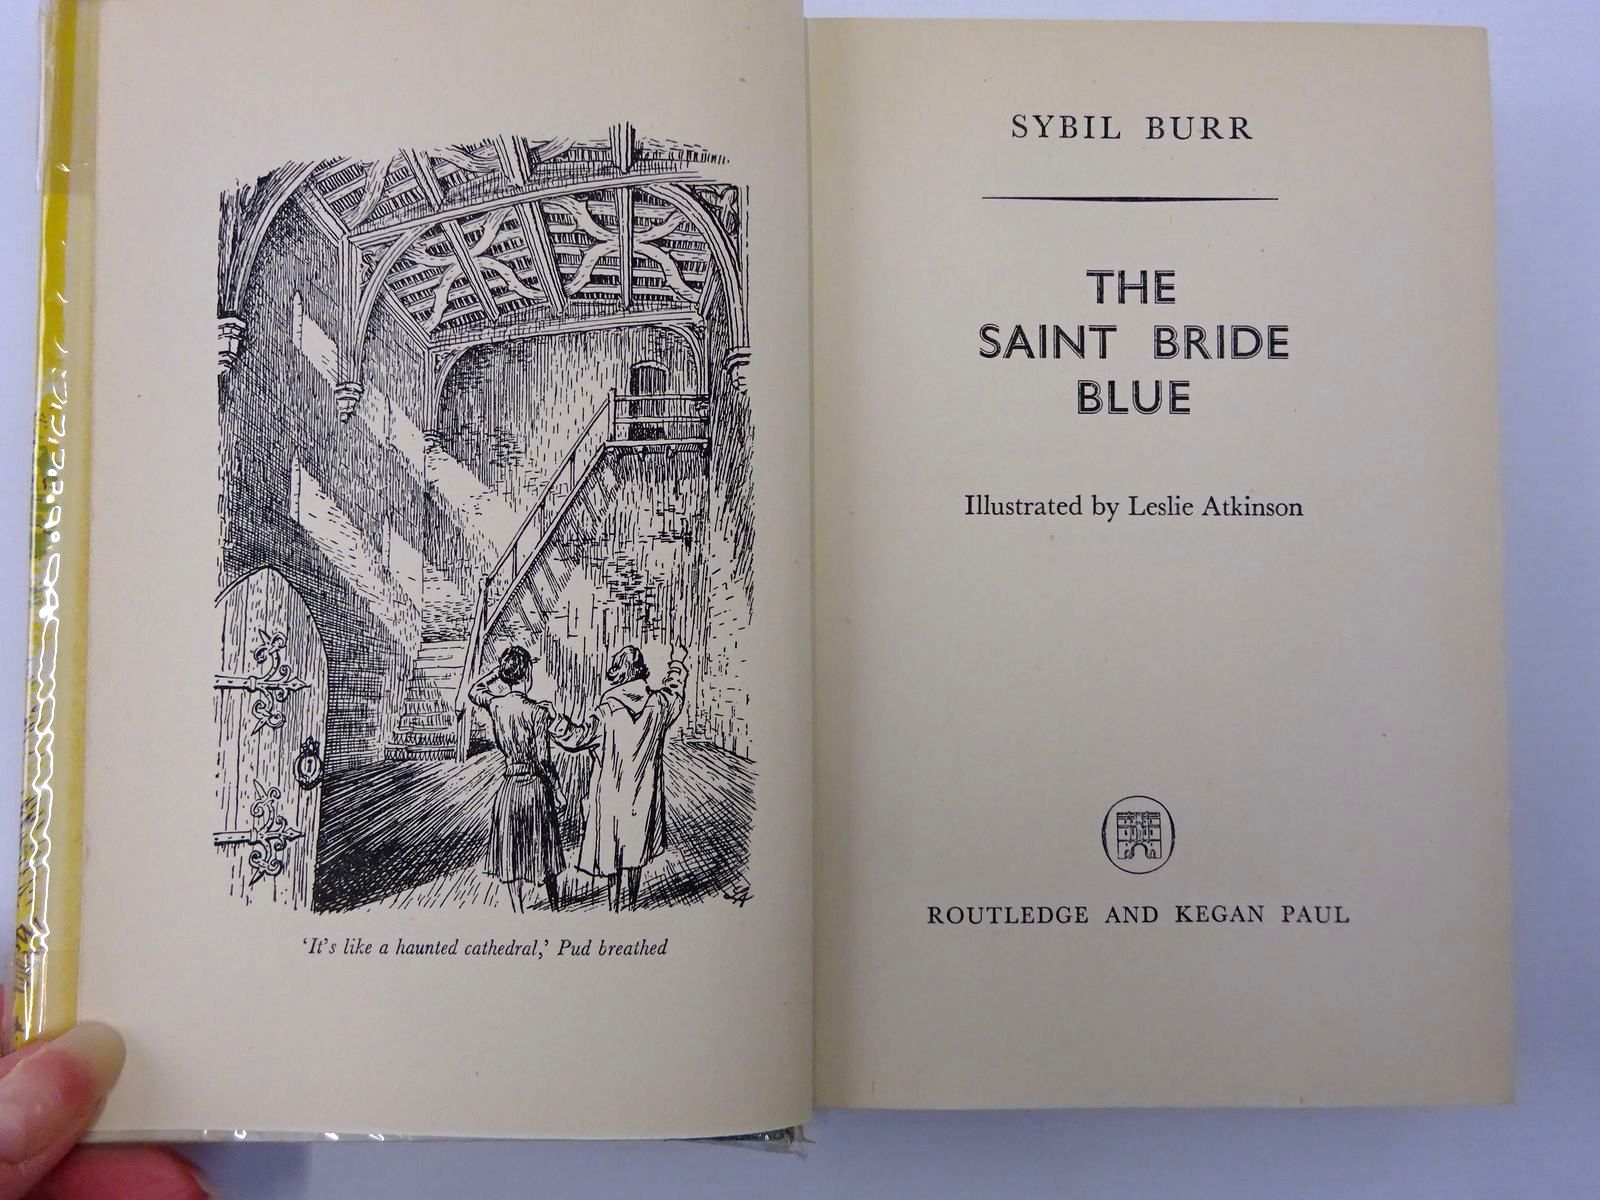 'It's like a haunted cathedral,' Pud breathed
SYBIL BURR
THE
SAINT BRIDE
BLUE
Illustrated by Leslie Atkinson
ROUTLEDGE AND KEGAN PAUL